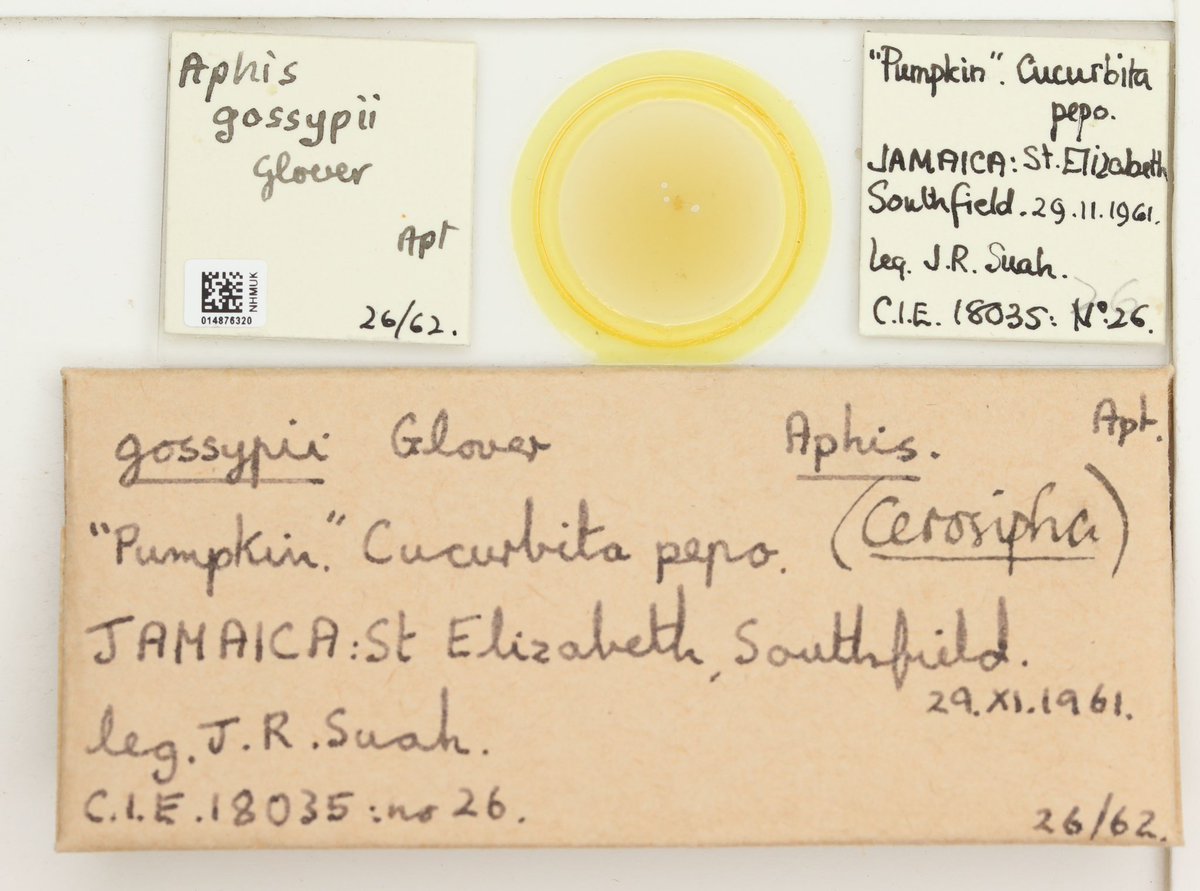 Aphis
gossypii
Glover
Apt
NHMUK
014876320
26/62.
"Pumpkin". Cucurbita
pepo.
JAMAICA: St. Elizabeth
Southfield. 29.11.1961.
leg. J.R. Suah.
26
C.I.E. 18035: No. 26.
gossypii Glover Aphis. Apt.
"Pumpkin." Cucurbita pepo. (Cerosipha)
JAMAICA: St Elizabeth, Southfield.
29.XI.1961.
leg. J.R. Suah.
C.I.E. 18035: no 26.
26/62.